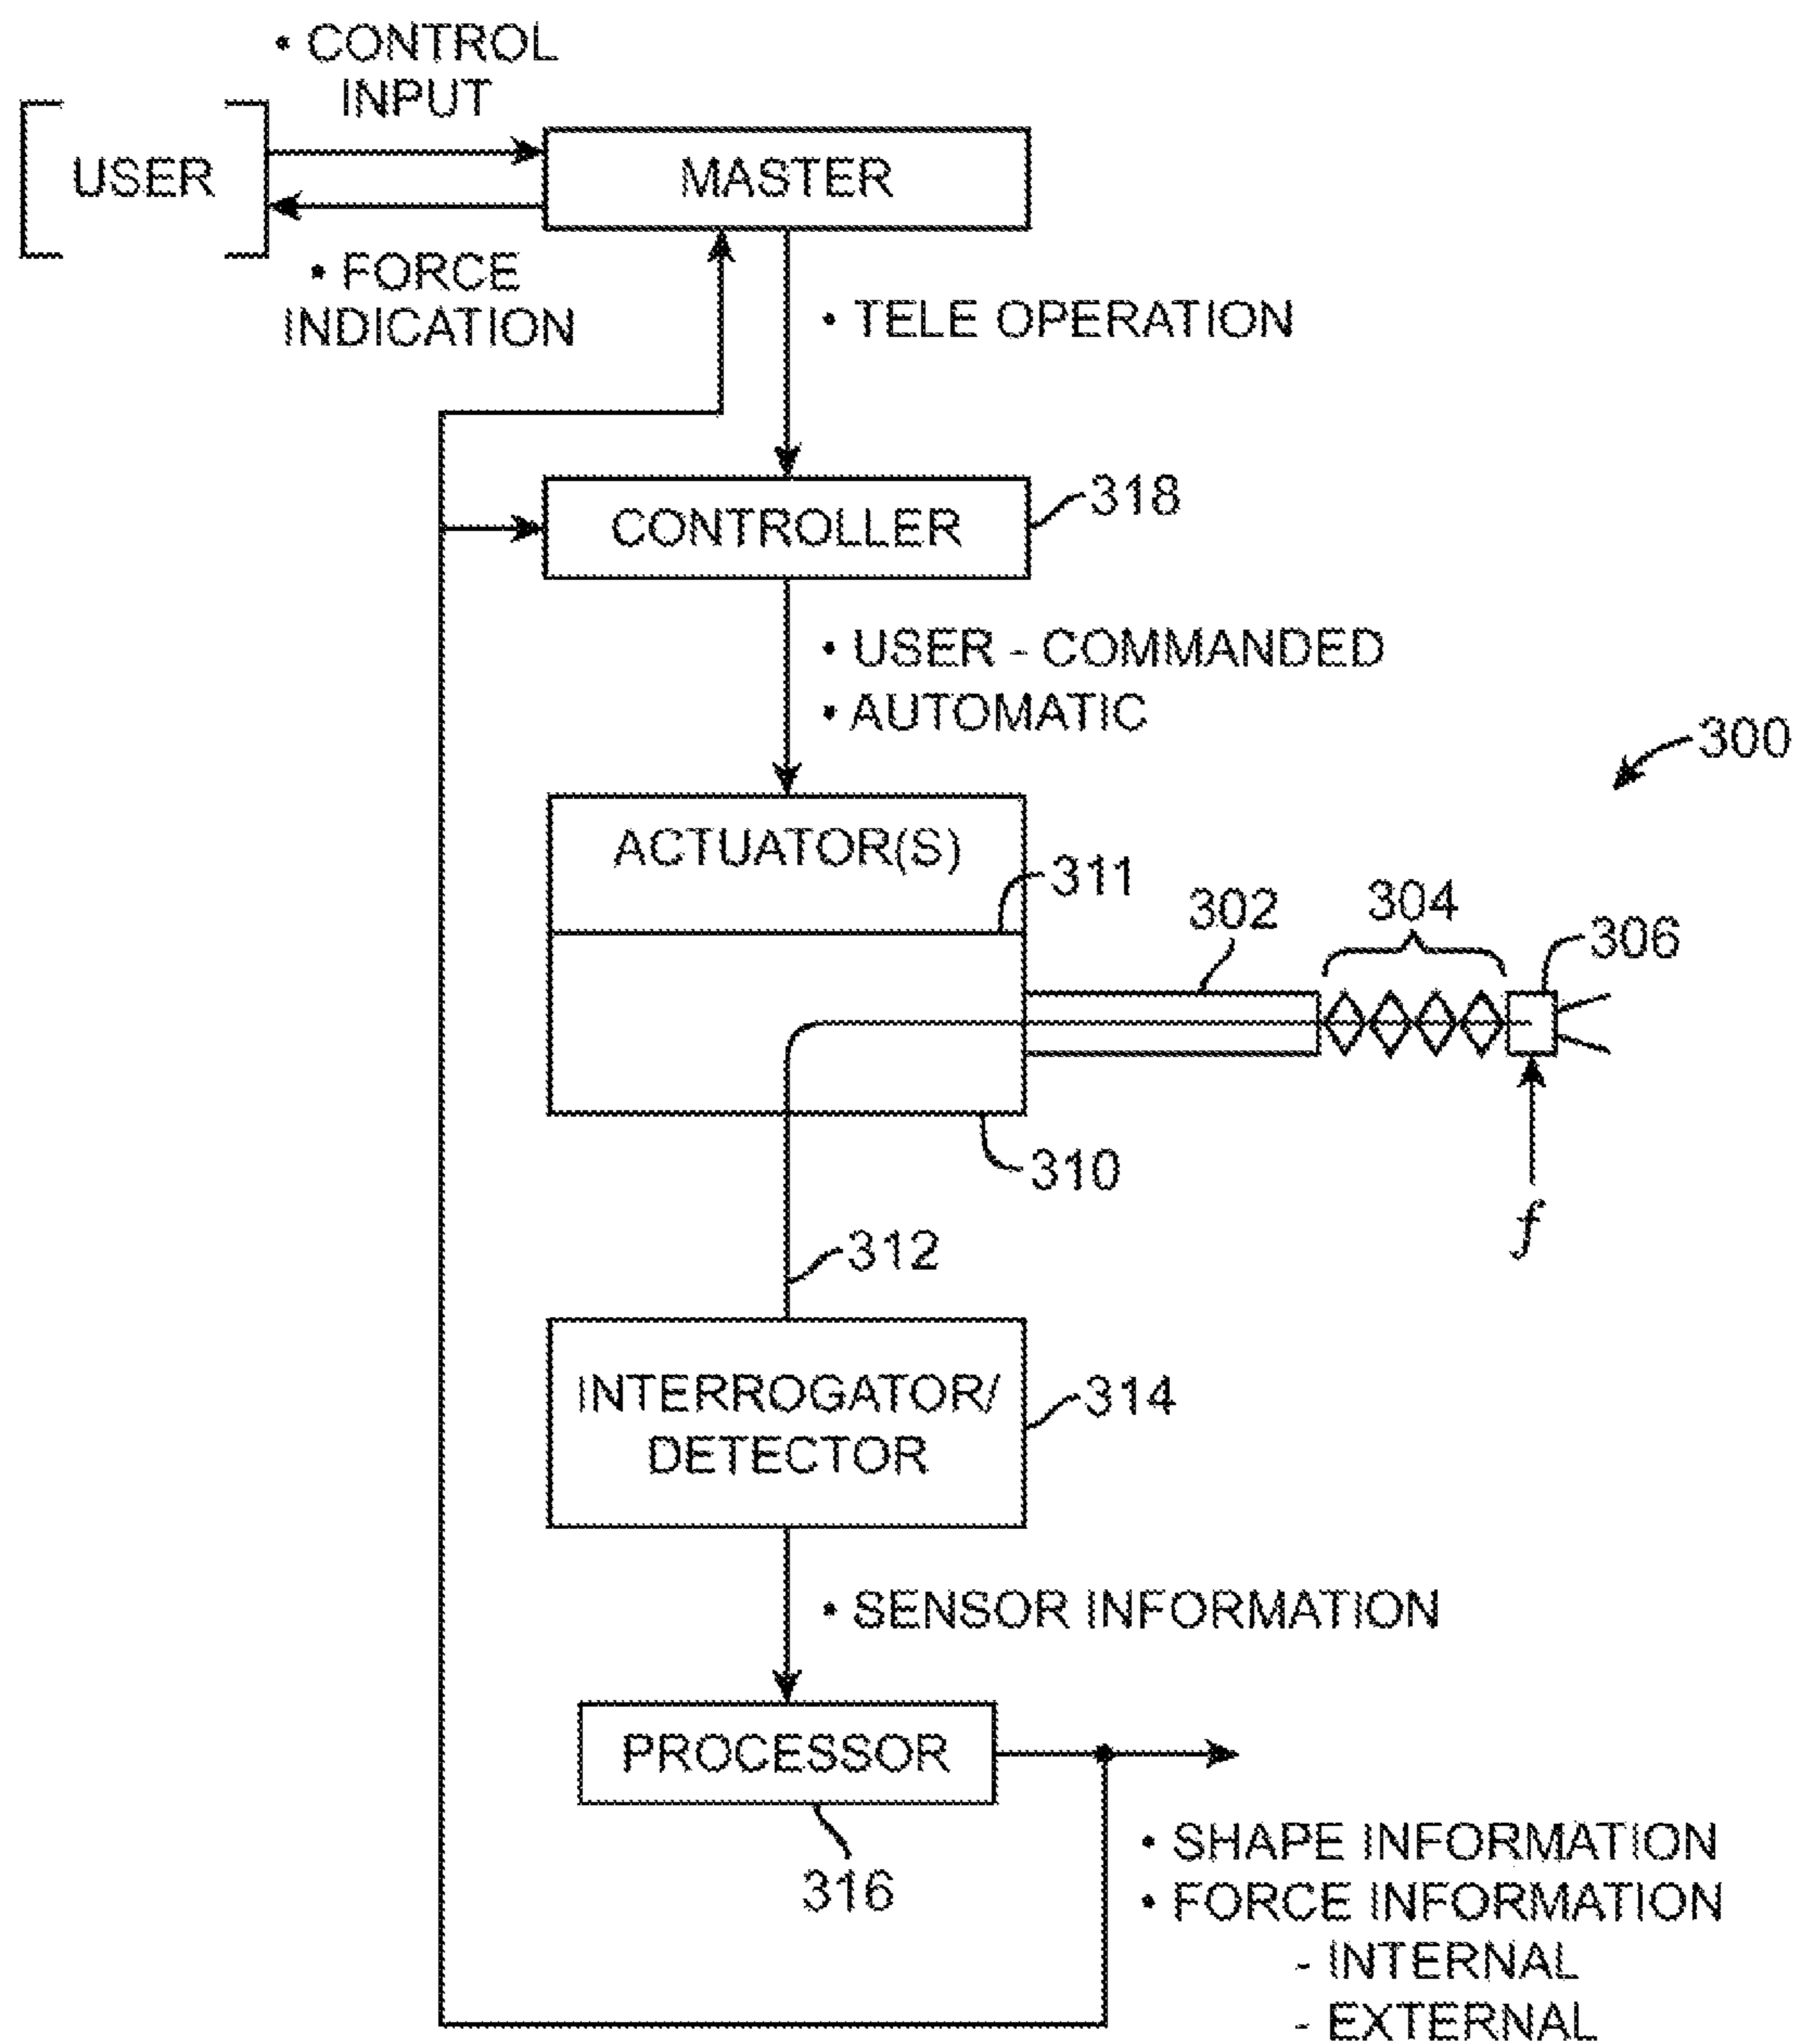 • CONTROL
INPUT
USER
MASTER
• FORCE
INDICATION
• TELE OPERATION
318
CONTROLLER
• USER - COMMANDED
• AUTOMATIC
300
ACTUATOR(S)
311
302
304
306
310
f
312
INTERROGATOR/
DETECTOR
314
• SENSOR INFORMATION
PROCESSOR
316
• SHAPE INFORMATION
• FORCE INFORMATION
- INTERNAL
- EXTERNAL